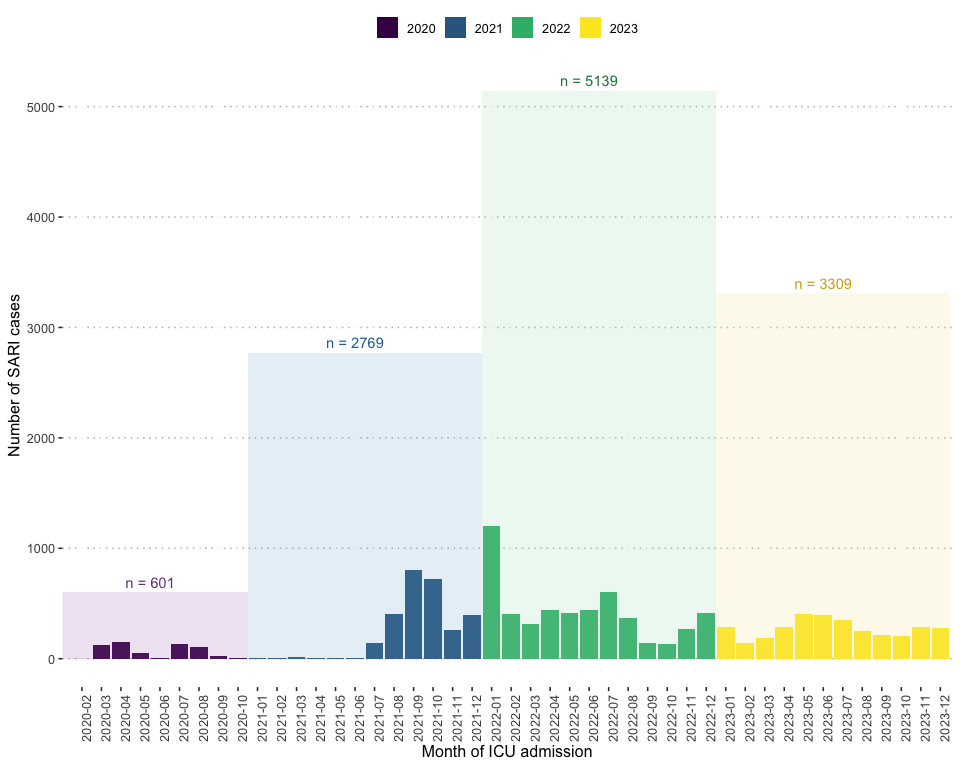 2020 2021 2022 2023
n = 5139
5000
4000
n = 3309
3000
n = 2769
2000
1000
n = 601
0
Number of SARI cases
2020-02 2020-03 2020-04 2020-05 2020-06 2020-07 2020-08 2020-09 2020-10 2021-01 2021-02 2021-03 2021-04 2021-05 2021-06 2021-07 2021-08 2021-09 2021-10 2021-11 2021-12 2022-01 2022-02 2022-03 2022-04 2022-05 2022-06 2022-07 2022-08 2022-09 2022-10 2022-11 2022-12 2023-01 2023-02 2023-03 2023-04 2023-05 2023-06 2023-07 2023-08 2023-09 2023-10 2023-11 2023-12
Month of ICU admission